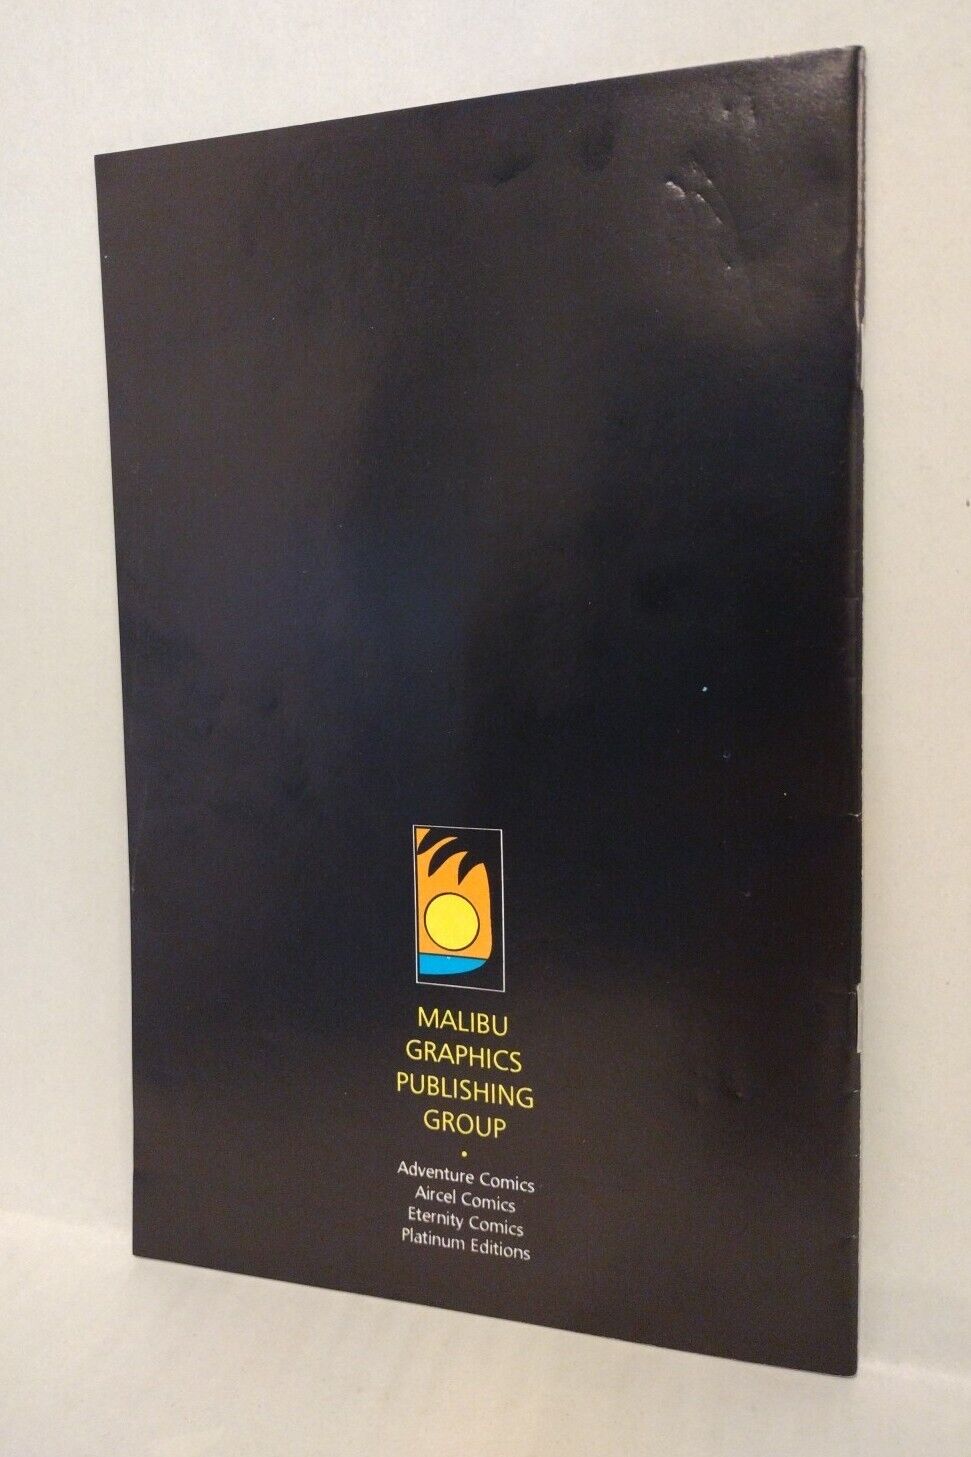 MALIBU
GRAPHICS
PUBLISHING
GROUP
•
Adventure Comics
Aircel Comics
Eternity Comics
Platinum Editions